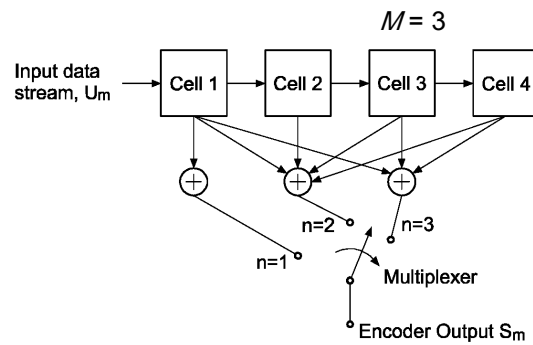 M = 3
Input data
stream, Um
Cell 1
Cell 2
Cell 3
Cell 4
n=2
n=3
n=1
Multiplexer
Encoder Output Sm